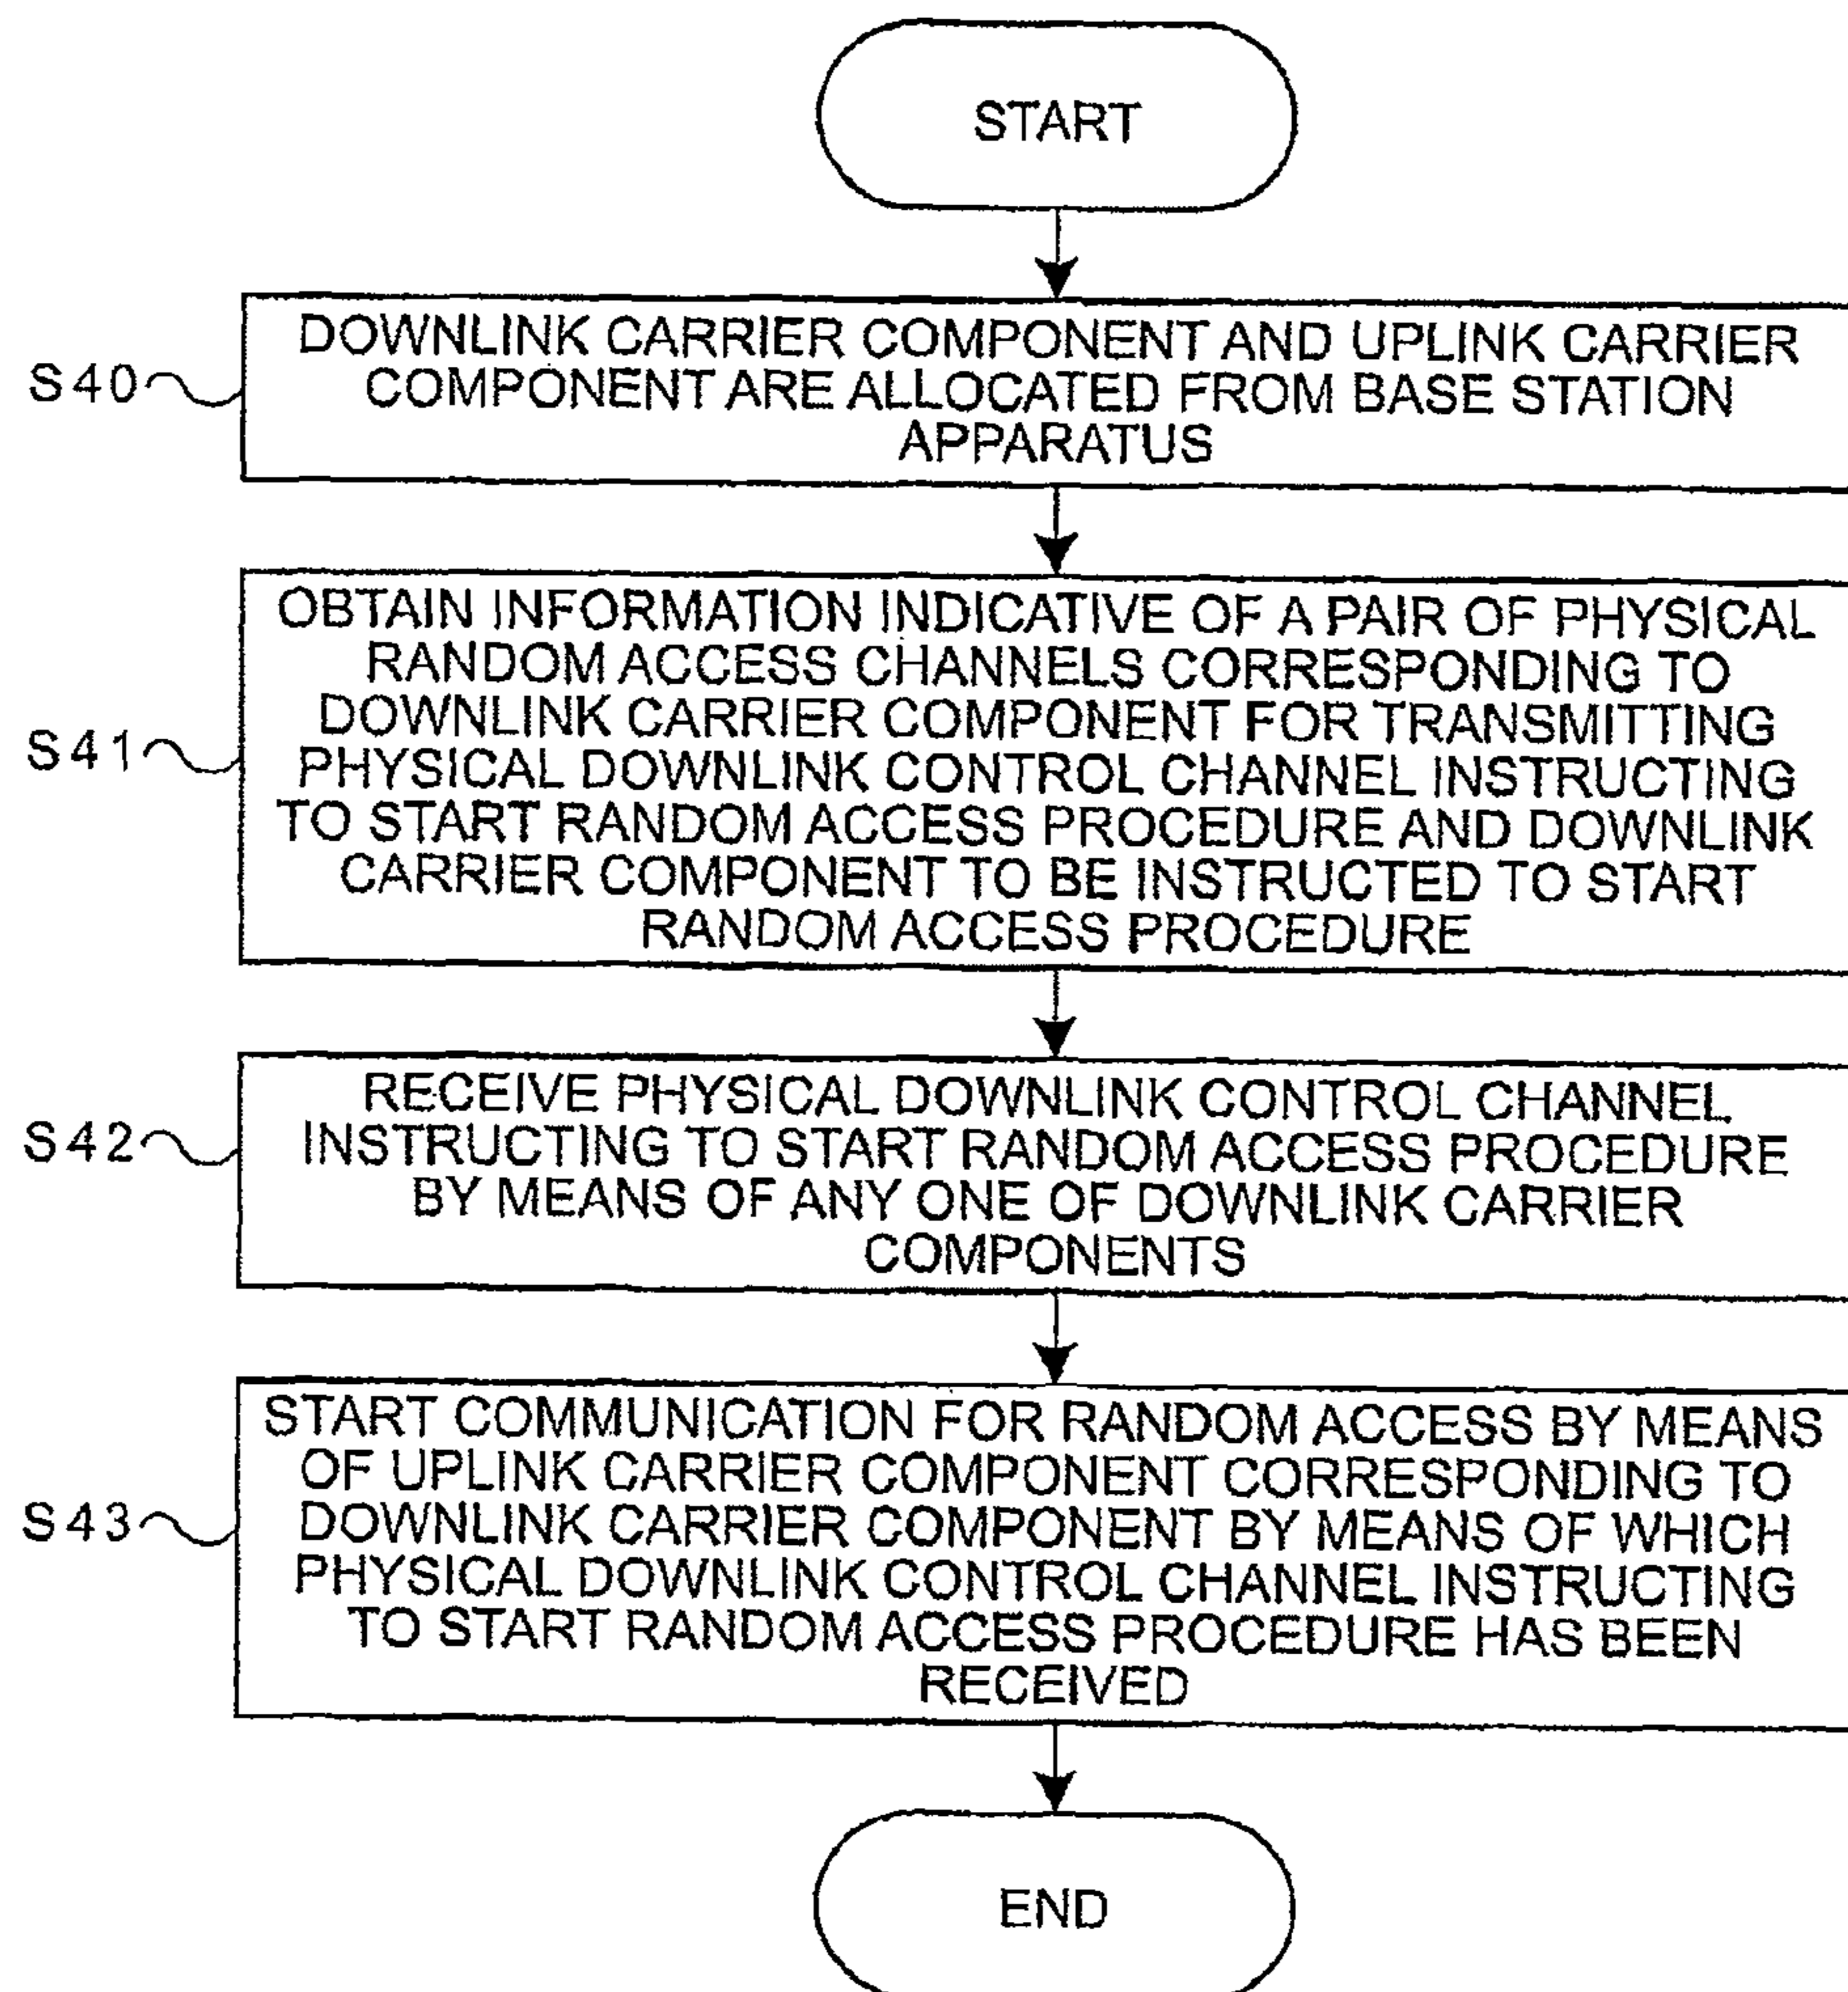 START
DOWNLINK CARRIER COMPONENT AND UPLINK CARRIER
COMPONENT ARE ALLOCATED FROM BASE STATION
APPARATUS
S40
OBTAIN INFORMATION INDICATIVE OF A PAIR OF PHYSICAL
RANDOM ACCESS CHANNELS CORRESPONDING TO
DOWNLINK CARRIER COMPONENT FOR TRANSMITTING
PHYSICAL DOWNLINK CONTROL CHANNEL INSTRUCTING
TO START RANDOM ACCESS PROCEDURE AND DOWNLINK
CARRIER COMPONENT TO BE INSTRUCTED TO START
RANDOM ACCESS PROCEDURE
S41
RECEIVE PHYSICAL DOWNLINK CONTROL CHANNEL
INSTRUCTING TO START RANDOM ACCESS PROCEDURE
BY MEANS OF ANY ONE OF DOWNLINK CARRIER
COMPONENTS
S42
START COMMUNICATION FOR RANDOM ACCESS BY MEANS
OF UPLINK CARRIER COMPONENT CORRESPONDING TO
DOWNLINK CARRIER COMPONENT BY MEANS OF WHICH
PHYSICAL DOWNLINK CONTROL CHANNEL INSTRUCTING
TO START RANDOM ACCESS PROCEDURE HAS BEEN
RECEIVED
S43
END